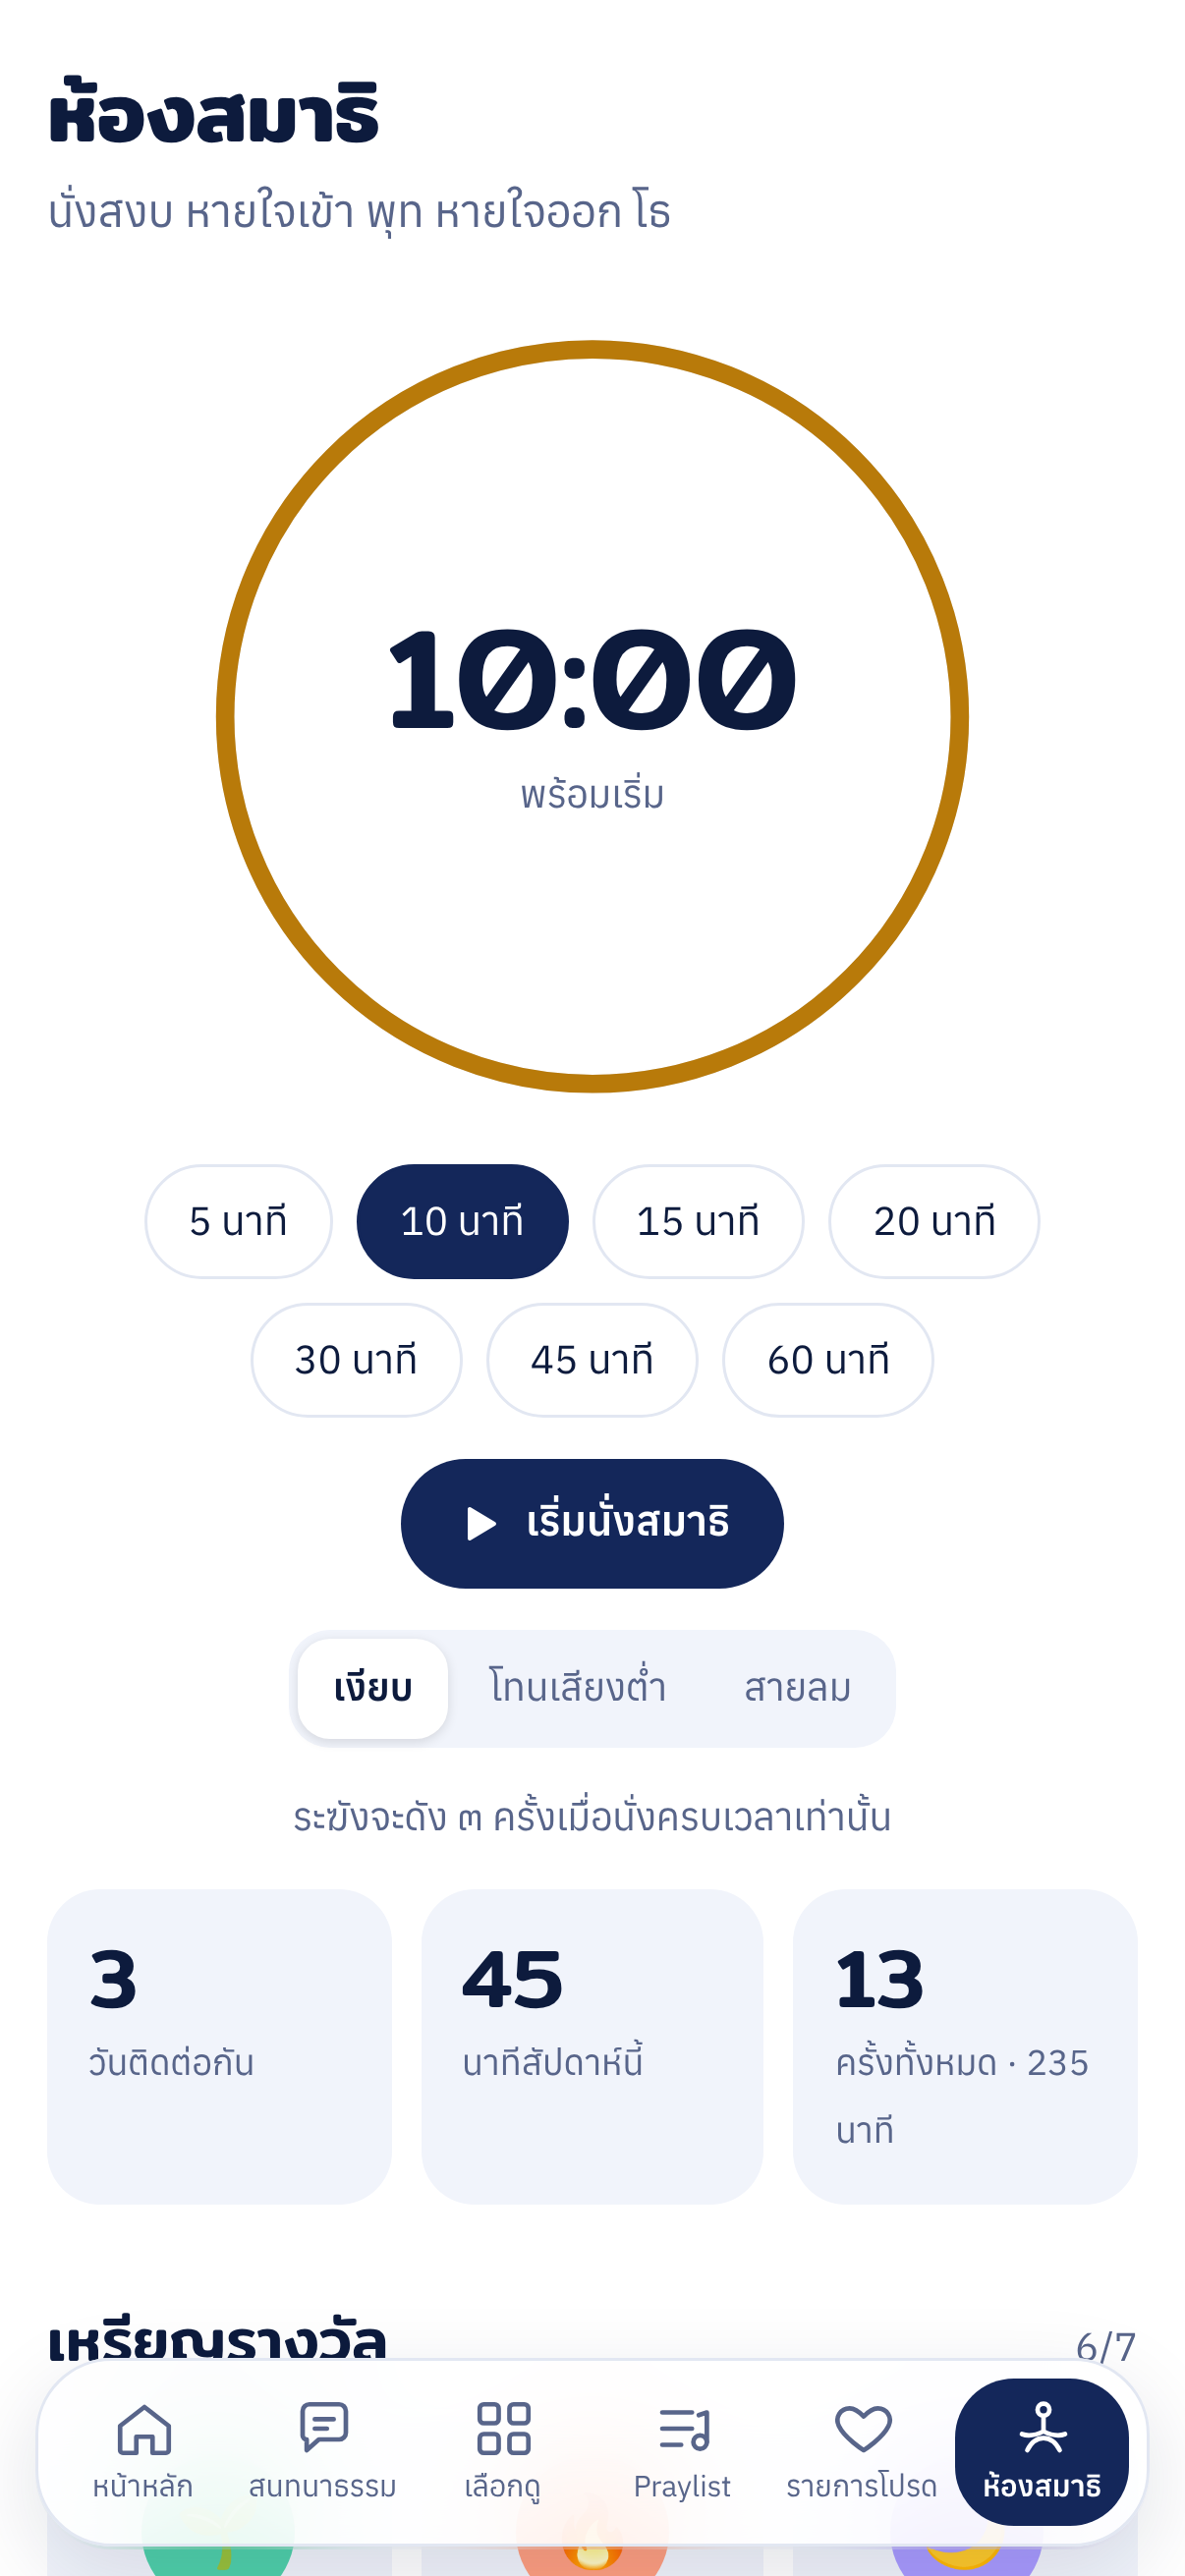 ห้องสมาธิ
นั่งสงบ หายใจเข้า พุท หายใจออก โธ
10:00
พร้อมเริ่ม
5 นาที
10 นาที
15 นาที
20 นาที
30 นาที
45 นาที
60 นาที
เริ่มนั่งสมาธิ
เงียบ
โทนเสียงต่ำ
สายลม
ระฆังจะดัง ๓ ครั้งเมื่อนั่งครบเวลาเท่านั้น
3
วันติดต่อกัน
45
นาทีสัปดาห์นี้
13
ครั้งทั้งหมด · 235
นาที
เหรียญรางวัล
6/7
หน้าหลัก
สนทนาธรรม
เลือกดู
Praylist
รายการโปรด
ห้องสมาธิ